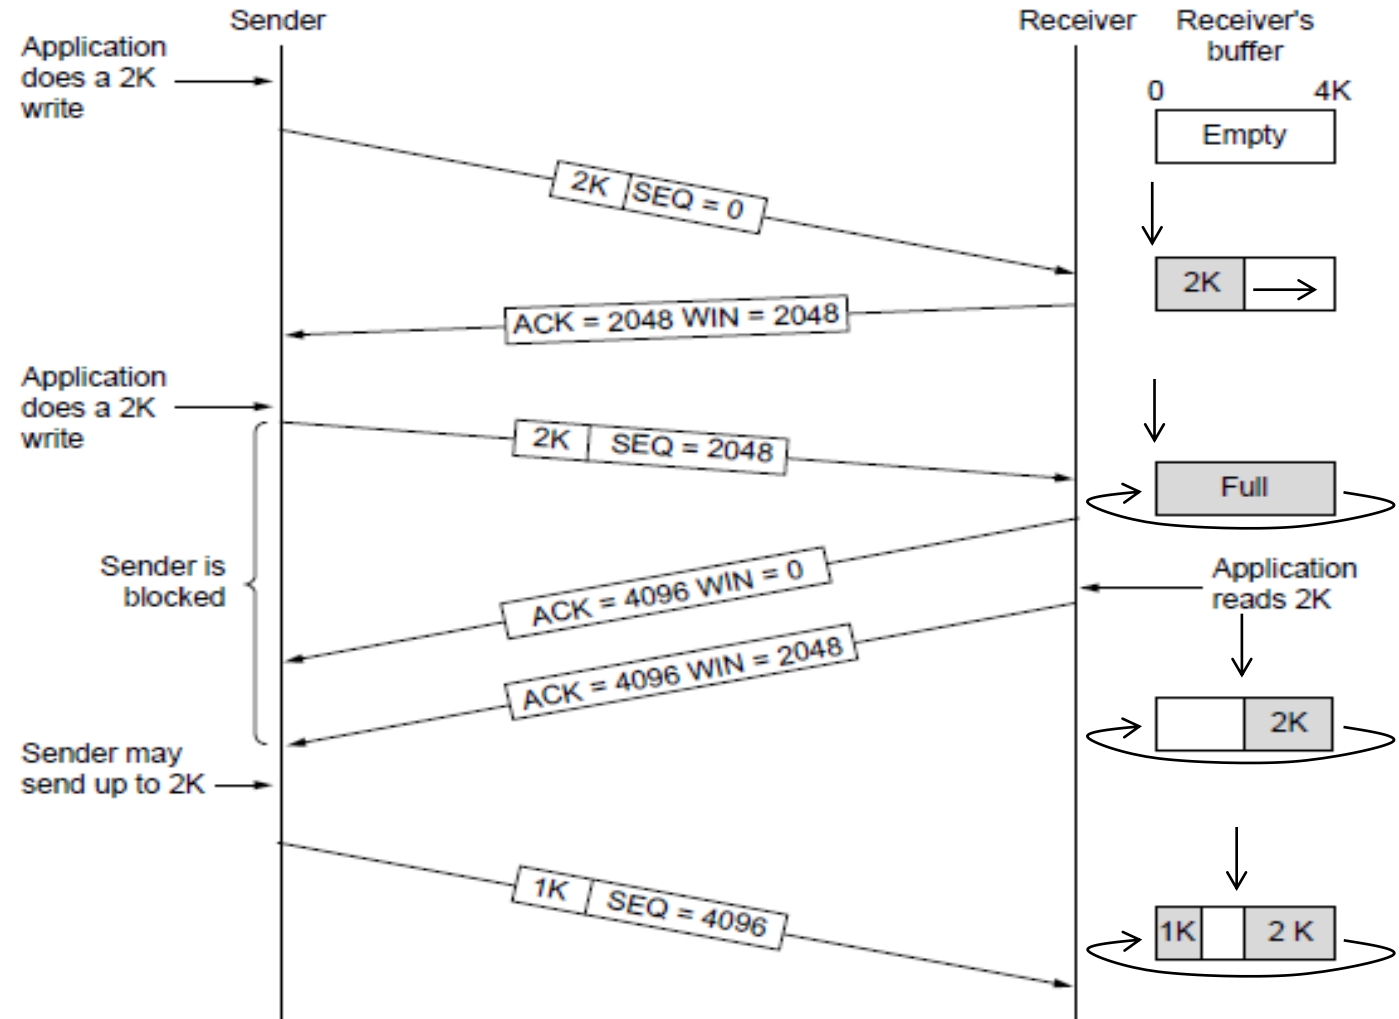 Sender
Receiver
Receiver's
buffer
Application
does a 2K
write
0 4K
Empty
2K SEQ = 0
2K
ACK = 2048 WIN = 2048
Application
does a 2K
write
2K SEQ = 2048
Full
Sender is
blocked
ACK = 4096 WIN = 0
Application
reads 2K
ACK = 4096 WIN = 2048
2K
Sender may
send up to 2K
1K SEQ = 4096
1K 2 K